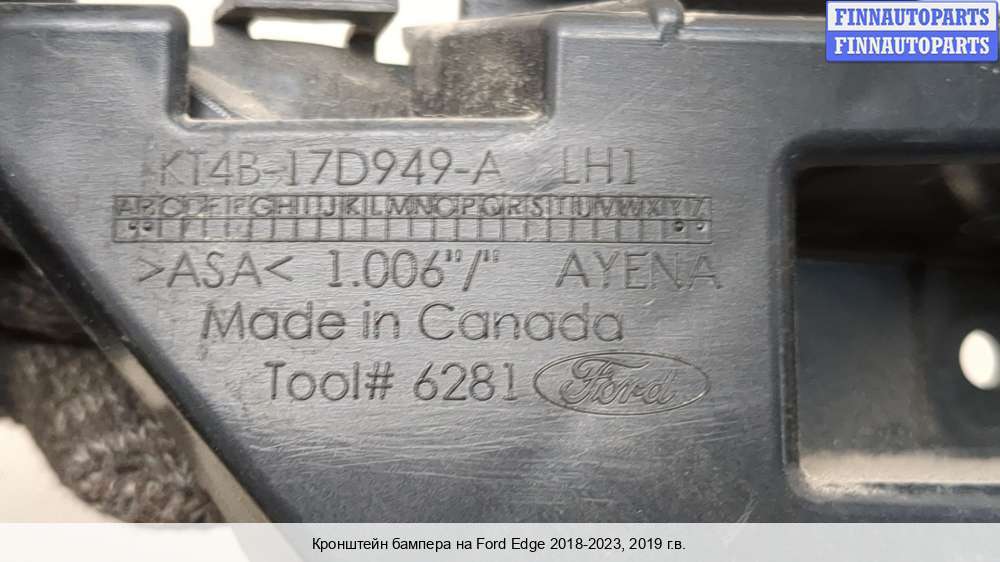 FINNAUTOPARTS
FINNAUTOPARTS
KT4B-17D949-A LH1
ABCDEFGHIJKLMNOPQRSTUVWXYZ
>ASA< 1.006"/" AYENA
Made in Canada
Tool# 6281 Ford
Кронштейн бампера на Ford Edge 2018-2023, 2019 г.в.